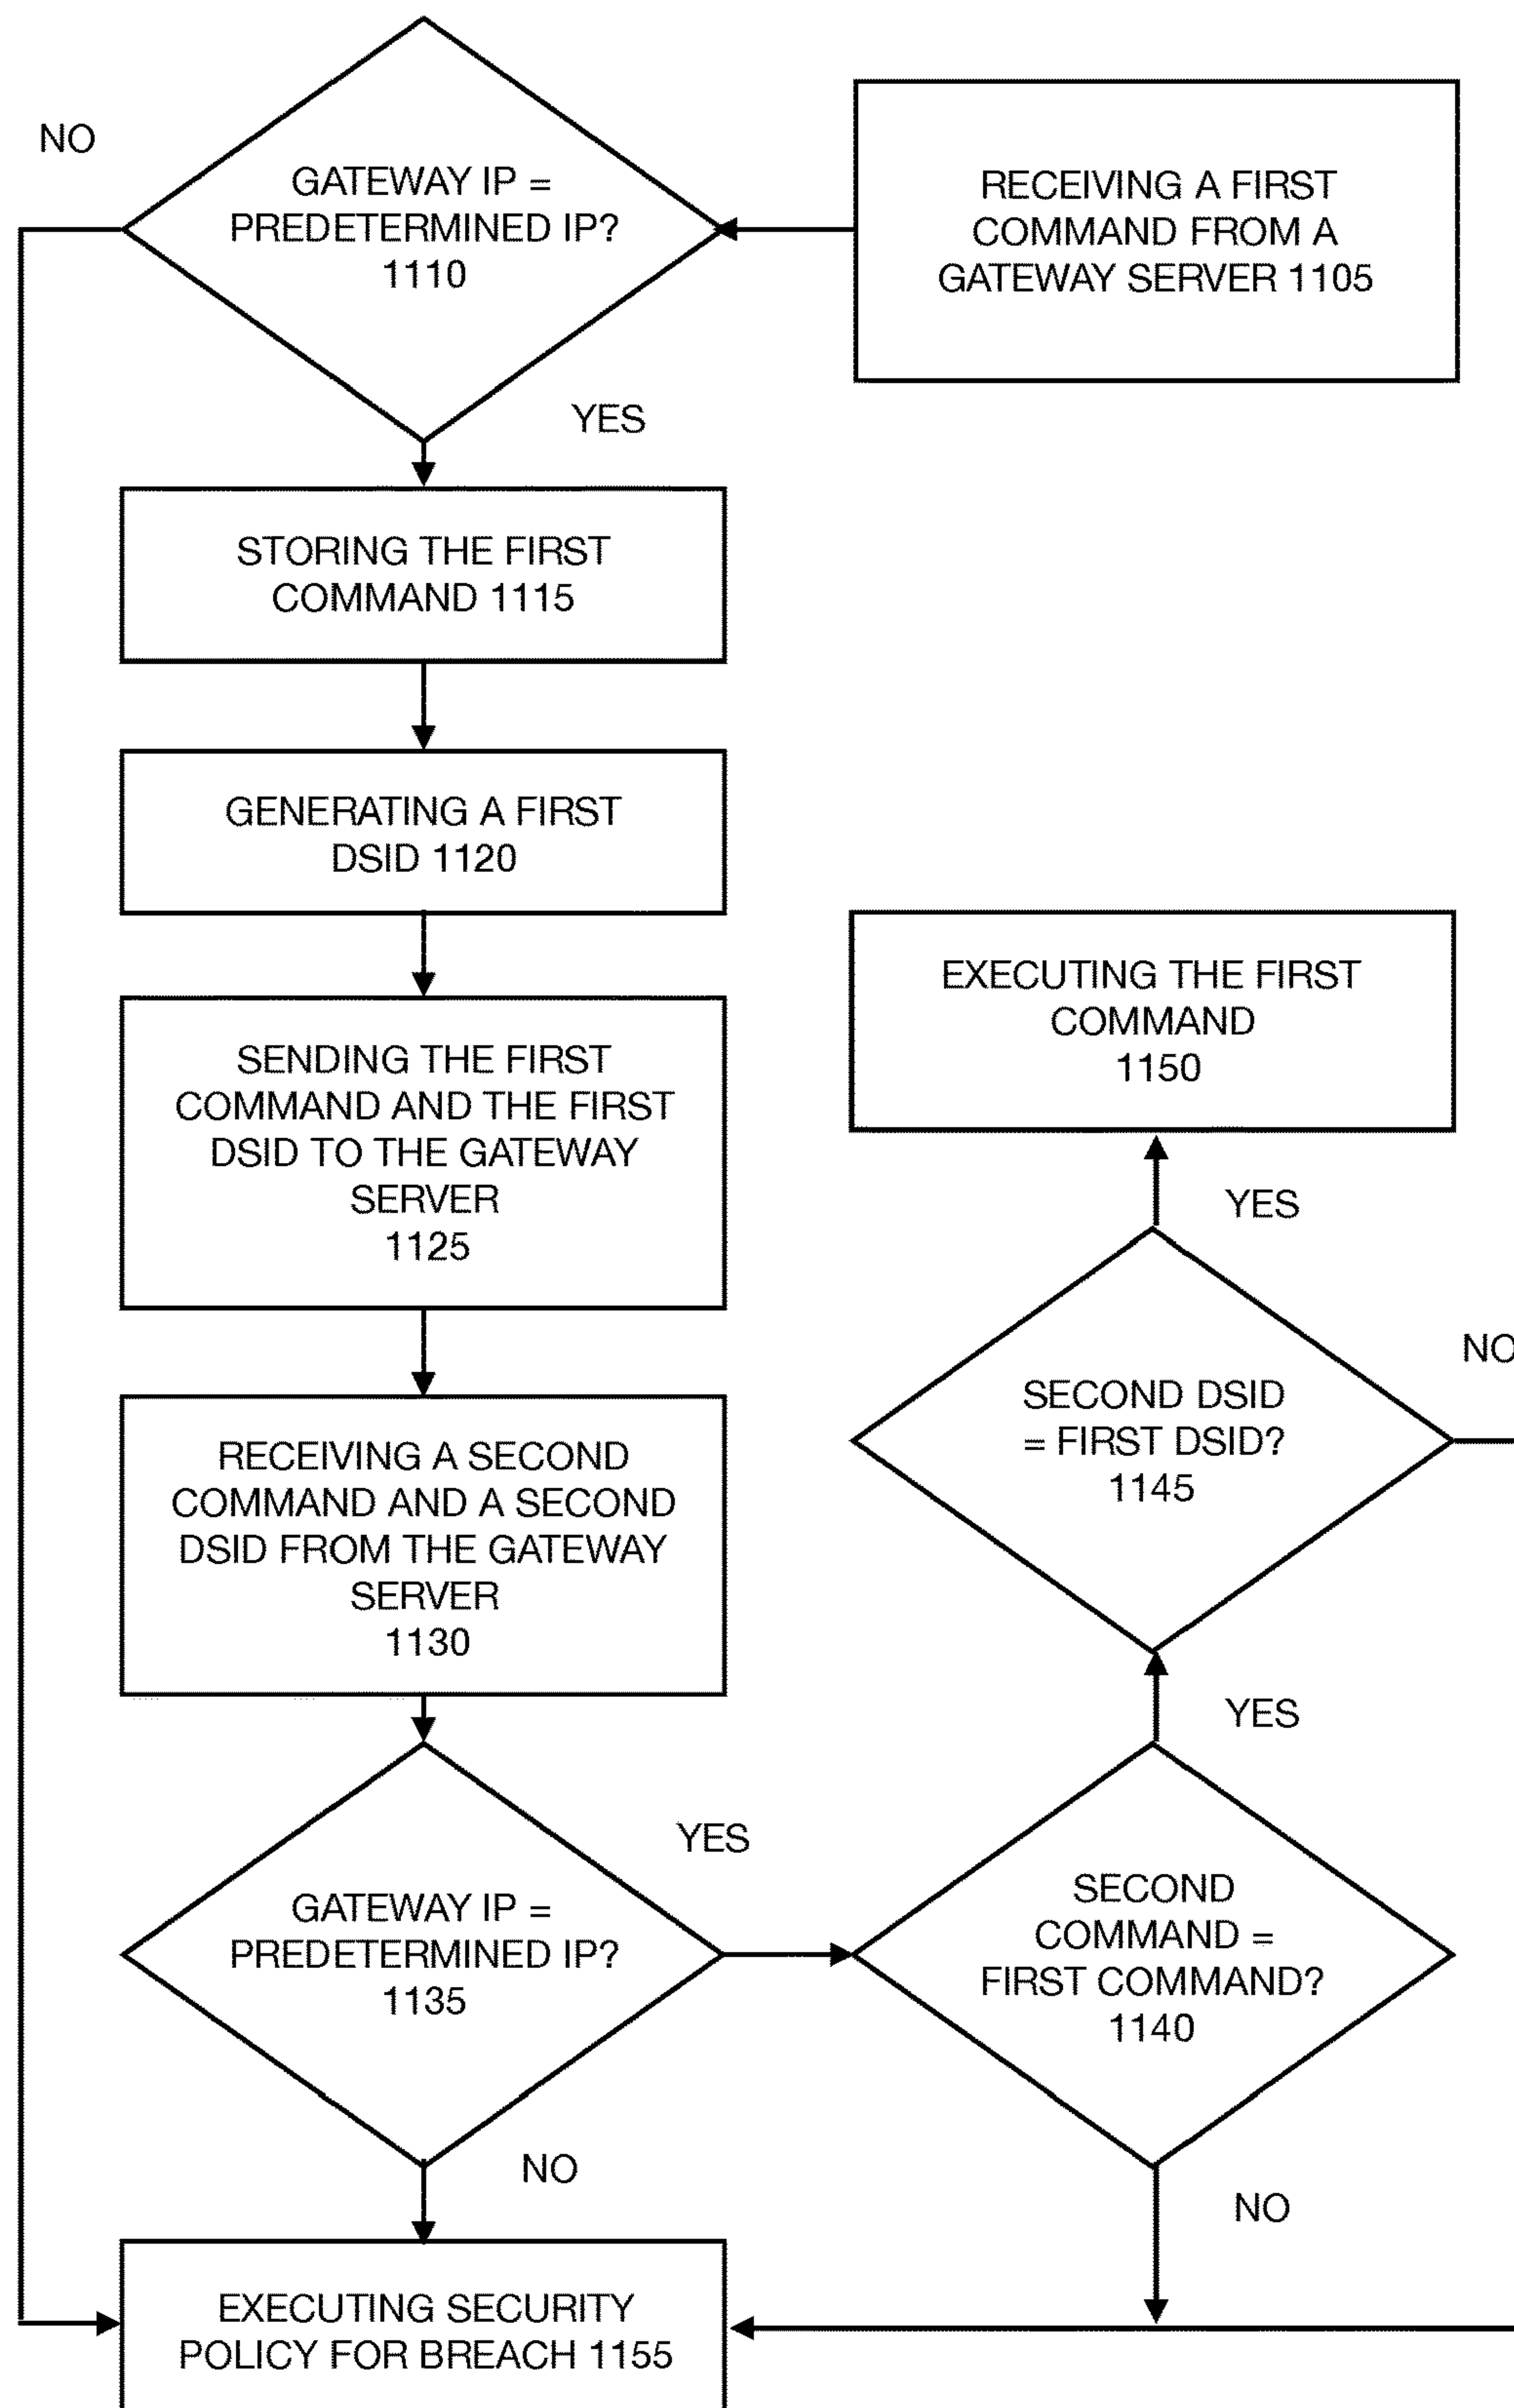 RECEIVING A FIRST
COMMAND FROM A
GATEWAY SERVER 1105
GATEWAY IP =
PREDETERMINED IP?
1110
NO
YES
STORING THE FIRST
COMMAND 1115
GENERATING A FIRST
DSID 1120
SENDING THE FIRST
COMMAND AND THE FIRST
DSID TO THE GATEWAY
SERVER
1125
RECEIVING A SECOND
COMMAND AND A SECOND
DSID FROM THE GATEWAY
SERVER
1130
GATEWAY IP =
PREDETERMINED IP?
1135
YES
NO
SECOND
COMMAND =
FIRST COMMAND?
1140
YES
NO
SECOND DSID
= FIRST DSID?
1145
YES
NO
EXECUTING THE FIRST
COMMAND
1150
EXECUTING SECURITY
POLICY FOR BREACH 1155